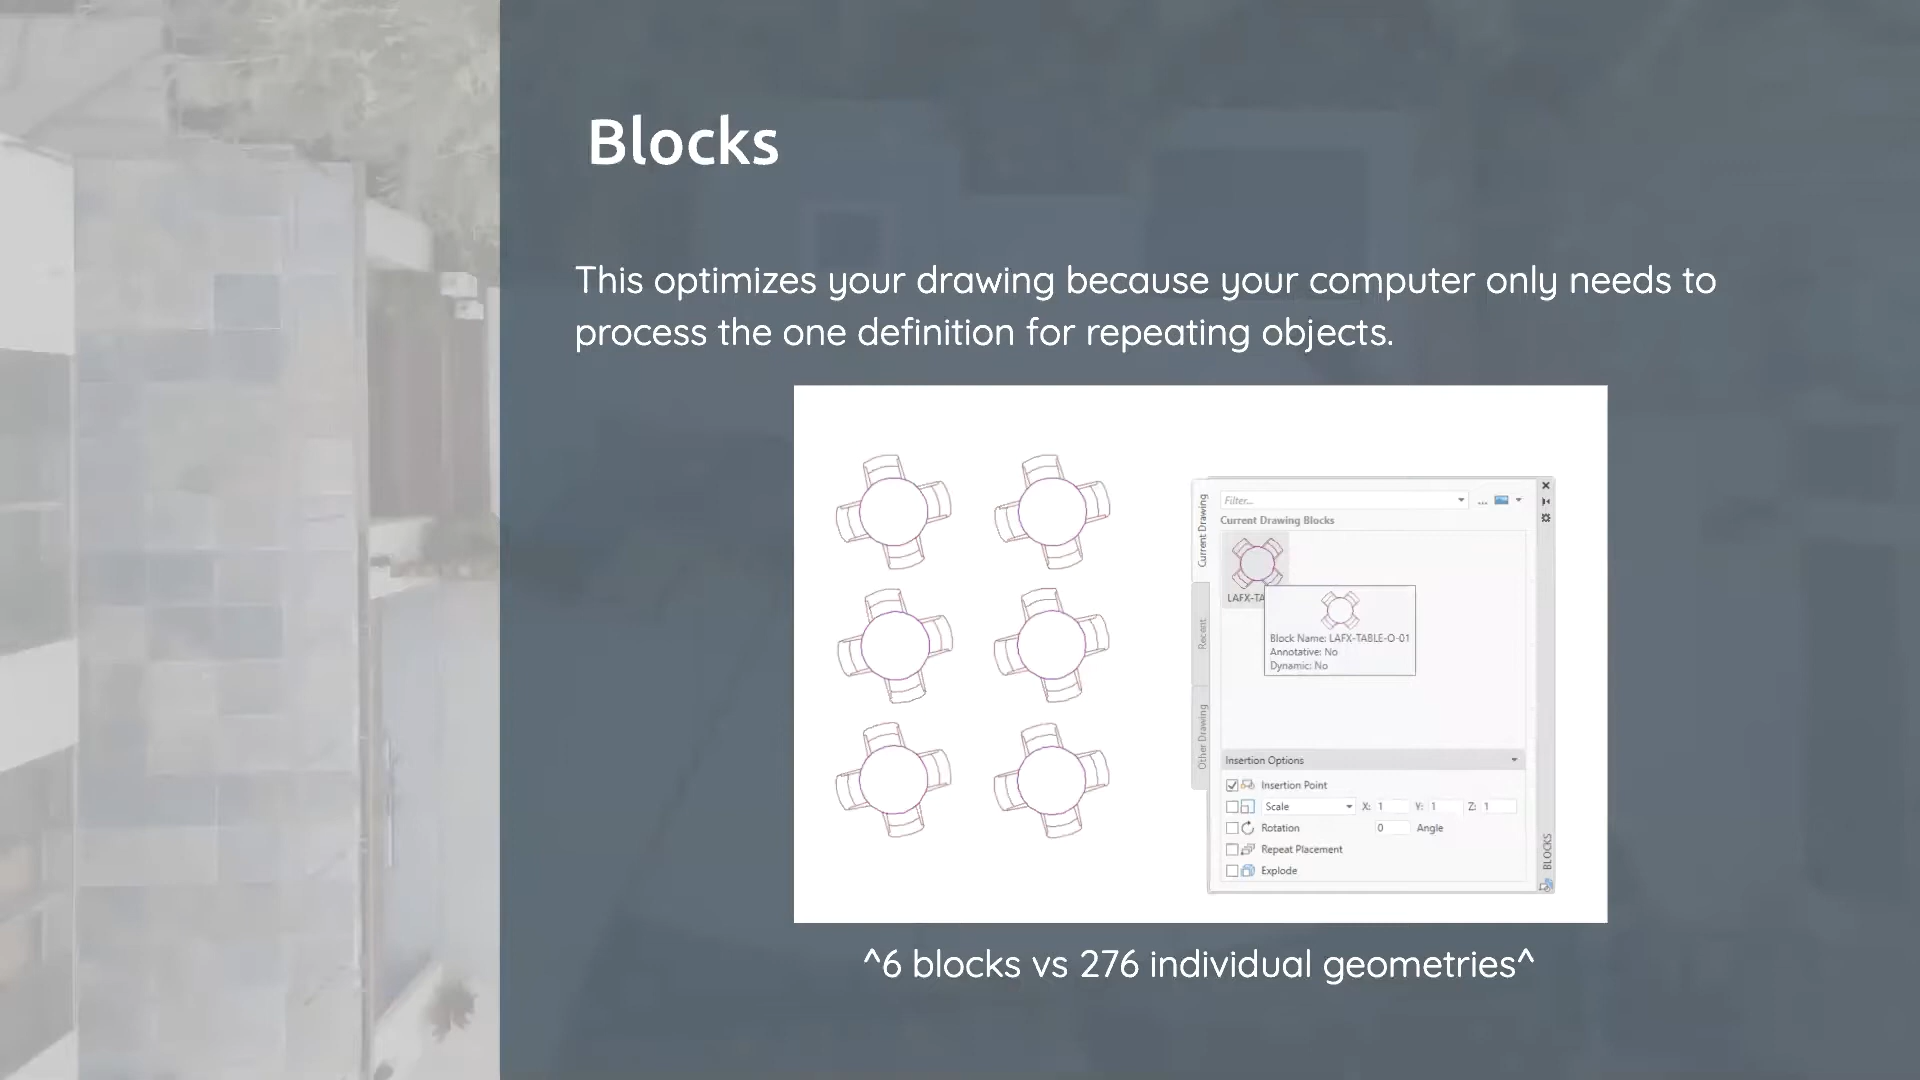 Blocks
This optimizes your drawing because your computer only needs to
process the one definition for repeating objects.
Current Drawing
Recent
Other Drawing
Filter...
...
Current Drawing Blocks
LAFX-TA
Block Name: LAFX-TABLE-O-01
Annotative: No
Dynamic: No
Insertion Options
Insertion Point
Scale X: 1 Y: 1 Z: 1
Rotation 0 Angle
Repeat Placement
Explode
BLOCKS
^6 blocks vs 276 individual geometries^